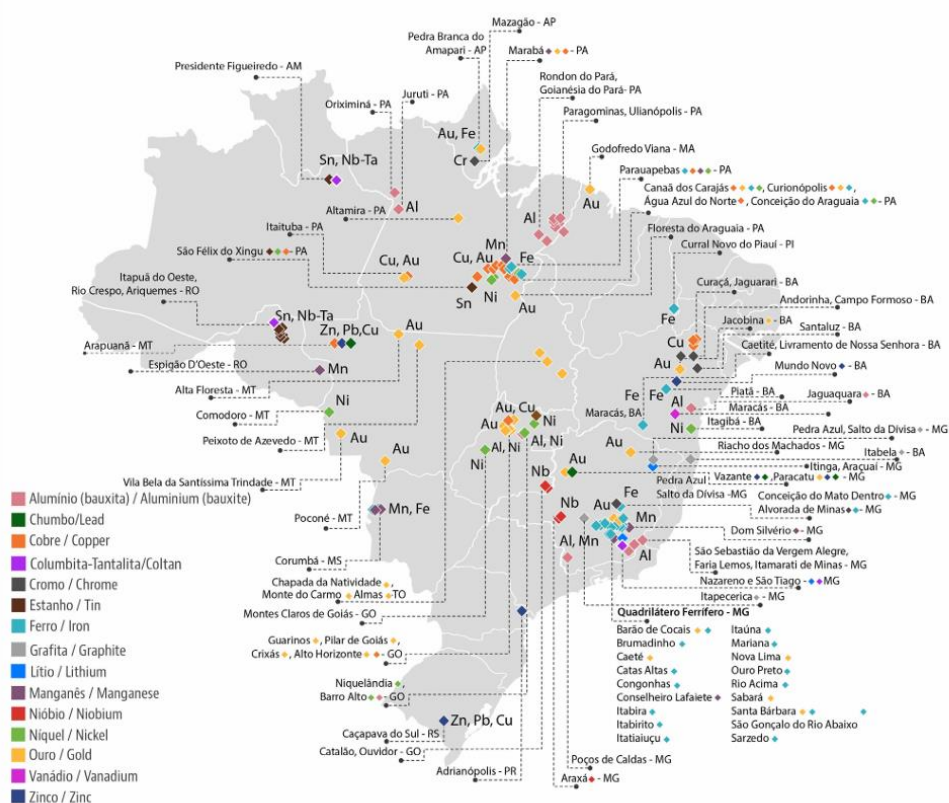 Mazagão - AP
Pedra Branca do
Amapari - AP
Marabá - PA
Presidente Figueiredo - AM
Rondon do Pará,
Goianésia do Pará- PA
Juruti - PA
Oriximiná - PA
Paragominas, Ulianópolis - PA
Au, Fe
Cr
Godofredo Viana - MA
Sn, Nb-Ta
Parauapebas - PA
Canaã dos Carajás , Curionópolis ,
Água Azul do Norte , Conceição do Araguaia - PA
Au
Al
Al
Altamira - PA
Itaituba - PA
Floresta do Araguaia - PA
Mn
Curral Novo do Piauí - PI
São Félix do Xingu - PA
Cu, Au
Cu, Au
Fe
Itapuã do Oeste,
Rio Crespo, Ariquemes - RO
Curaçá, Jaguarari - BA
Sn
Ni
Au
Andorinha, Campo Formoso - BA
Sn, Nb-Ta
Fe
Jacobina - BA
Zn, Pb,Cu
Au
Santaluz - BA
Cu
Caetité, Livramento de Nossa Senhora - BA
Arapuanã - MT
Espigão D'Oeste - RO
Mn
Au
Mundo Novo - BA
Alta Floresta - MT
Fe
Fe
Piatã - BA
Jaguaquara - BA
Comodoro - MT
Ni
Au, Cu
Maracás, BA
Al
Maracás - BA
Peixoto de Azevedo - MT
Au
Au
Ni
Ni
Itagibá - BA
Pedra Azul, Salto da Divisa - MG
Al, Ni
Al, Ni
Au
Riacho dos Machados - MG
Au
Ni
Itabela - BA
Vila Bela da Santíssima Trindade - MT
Nb
Au
Itinga, Araçuaí - MG
Pedra Azul
Salto da Divisa -MG
Vazante , Paracatu - MG
Alumínio (bauxita) / Aluminium (bauxite)
Chumbo/Lead
Cobre / Copper
Columbita-Tantalita/Coltan
Cromo / Chrome
Estanho / Tin
Ferro / Iron
Grafita / Graphite
Lítio / Lithium
Manganês / Manganese
Nióbio / Niobium
Níquel / Nickel
Ouro / Gold
Vanádio / Vanadium
Zinco / Zinc
Poconé - MT
Mn, Fe
Nb
Au
Fe
Mn
Conceição do Mato Dentro - MG
Alvorada de Minas - MG
Dom Silvério - MG
Al, Mn
Al
Corumbá - MS
São Sebastião da Vergem Alegre,
Faria Lemos, Itamarati de Minas - MG
Chapada da Natividade ,
Monte do Carmo Almas -TO
Nazareno e São Tiago - MG
Itapecerica - MG
Montes Claros de Goiás - GO
Quadrilátero Ferrífero - MG
Guarinos , Pilar de Goiás ,
Crixás , Alto Horizonte - GO
Barão de Cocais
Brumadinho
Caeté
Catas Altas
Congonhas
Conselheiro Lafaiete
Itabira
Itabirito
Itatiaiuçu
Itaúna
Mariana
Nova Lima
Ouro Preto
Rio Acima
Sabará
Santa Bárbara
São Gonçalo do Rio Abaixo
Sarzedo
Niquelândia ,
Barro Alto - GO
Zn, Pb, Cu
Caçapava do Sul - RS
Catalão, Ouvidor - GO
Adrianópolis - PR
Poços de Caldas - MG
Araxá - MG